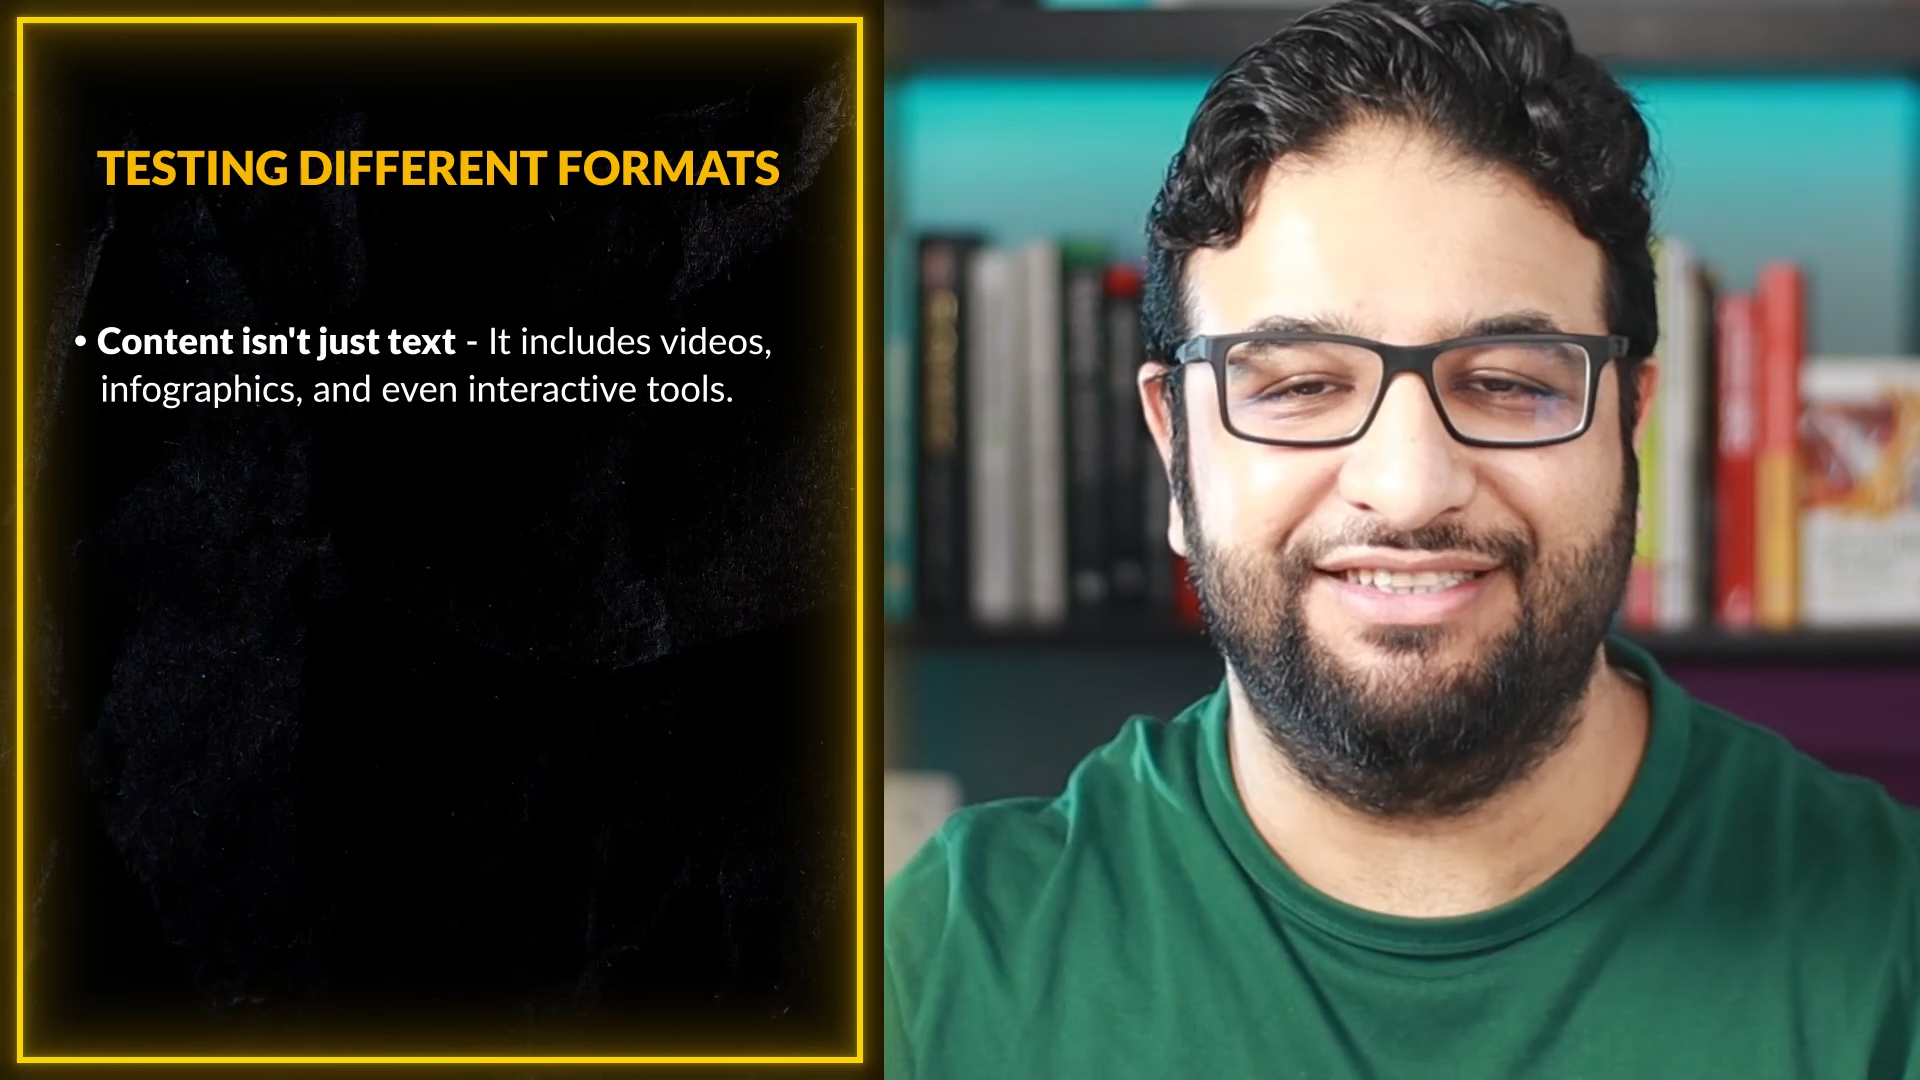 TESTING DIFFERENT FORMATS
• Content isn't just text - It includes videos,
infographics, and even interactive tools.